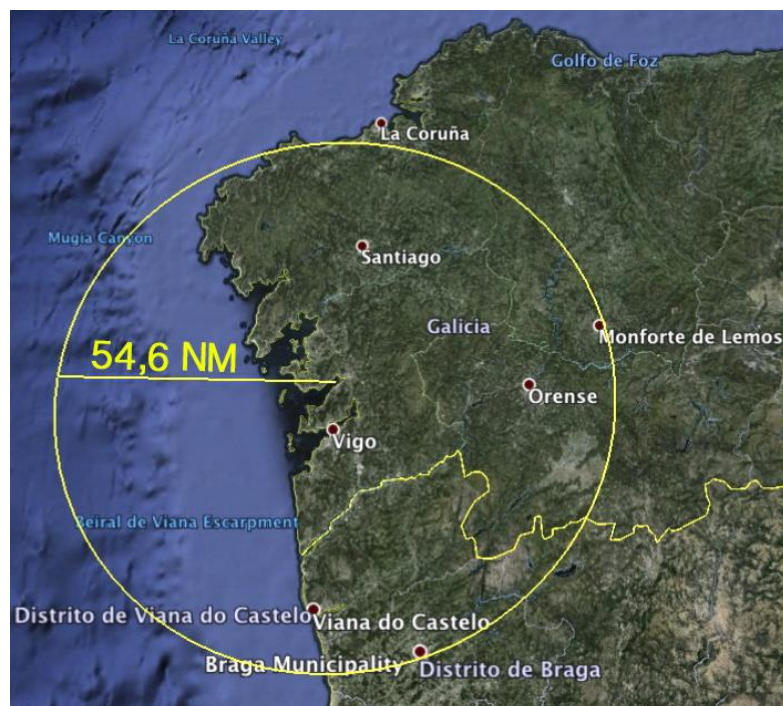 La Coruña Valley
Golfo de Foz
La Coruña
Mugia Canyon
Santiago
Galicia
Monforte de Lemos
54,6 NM
Orense
Vigo
Beiral de Viana Escarpment
Distrito de Viana do Castelo
Viana do Castelo
Braga Municipality
Distrito de Braga